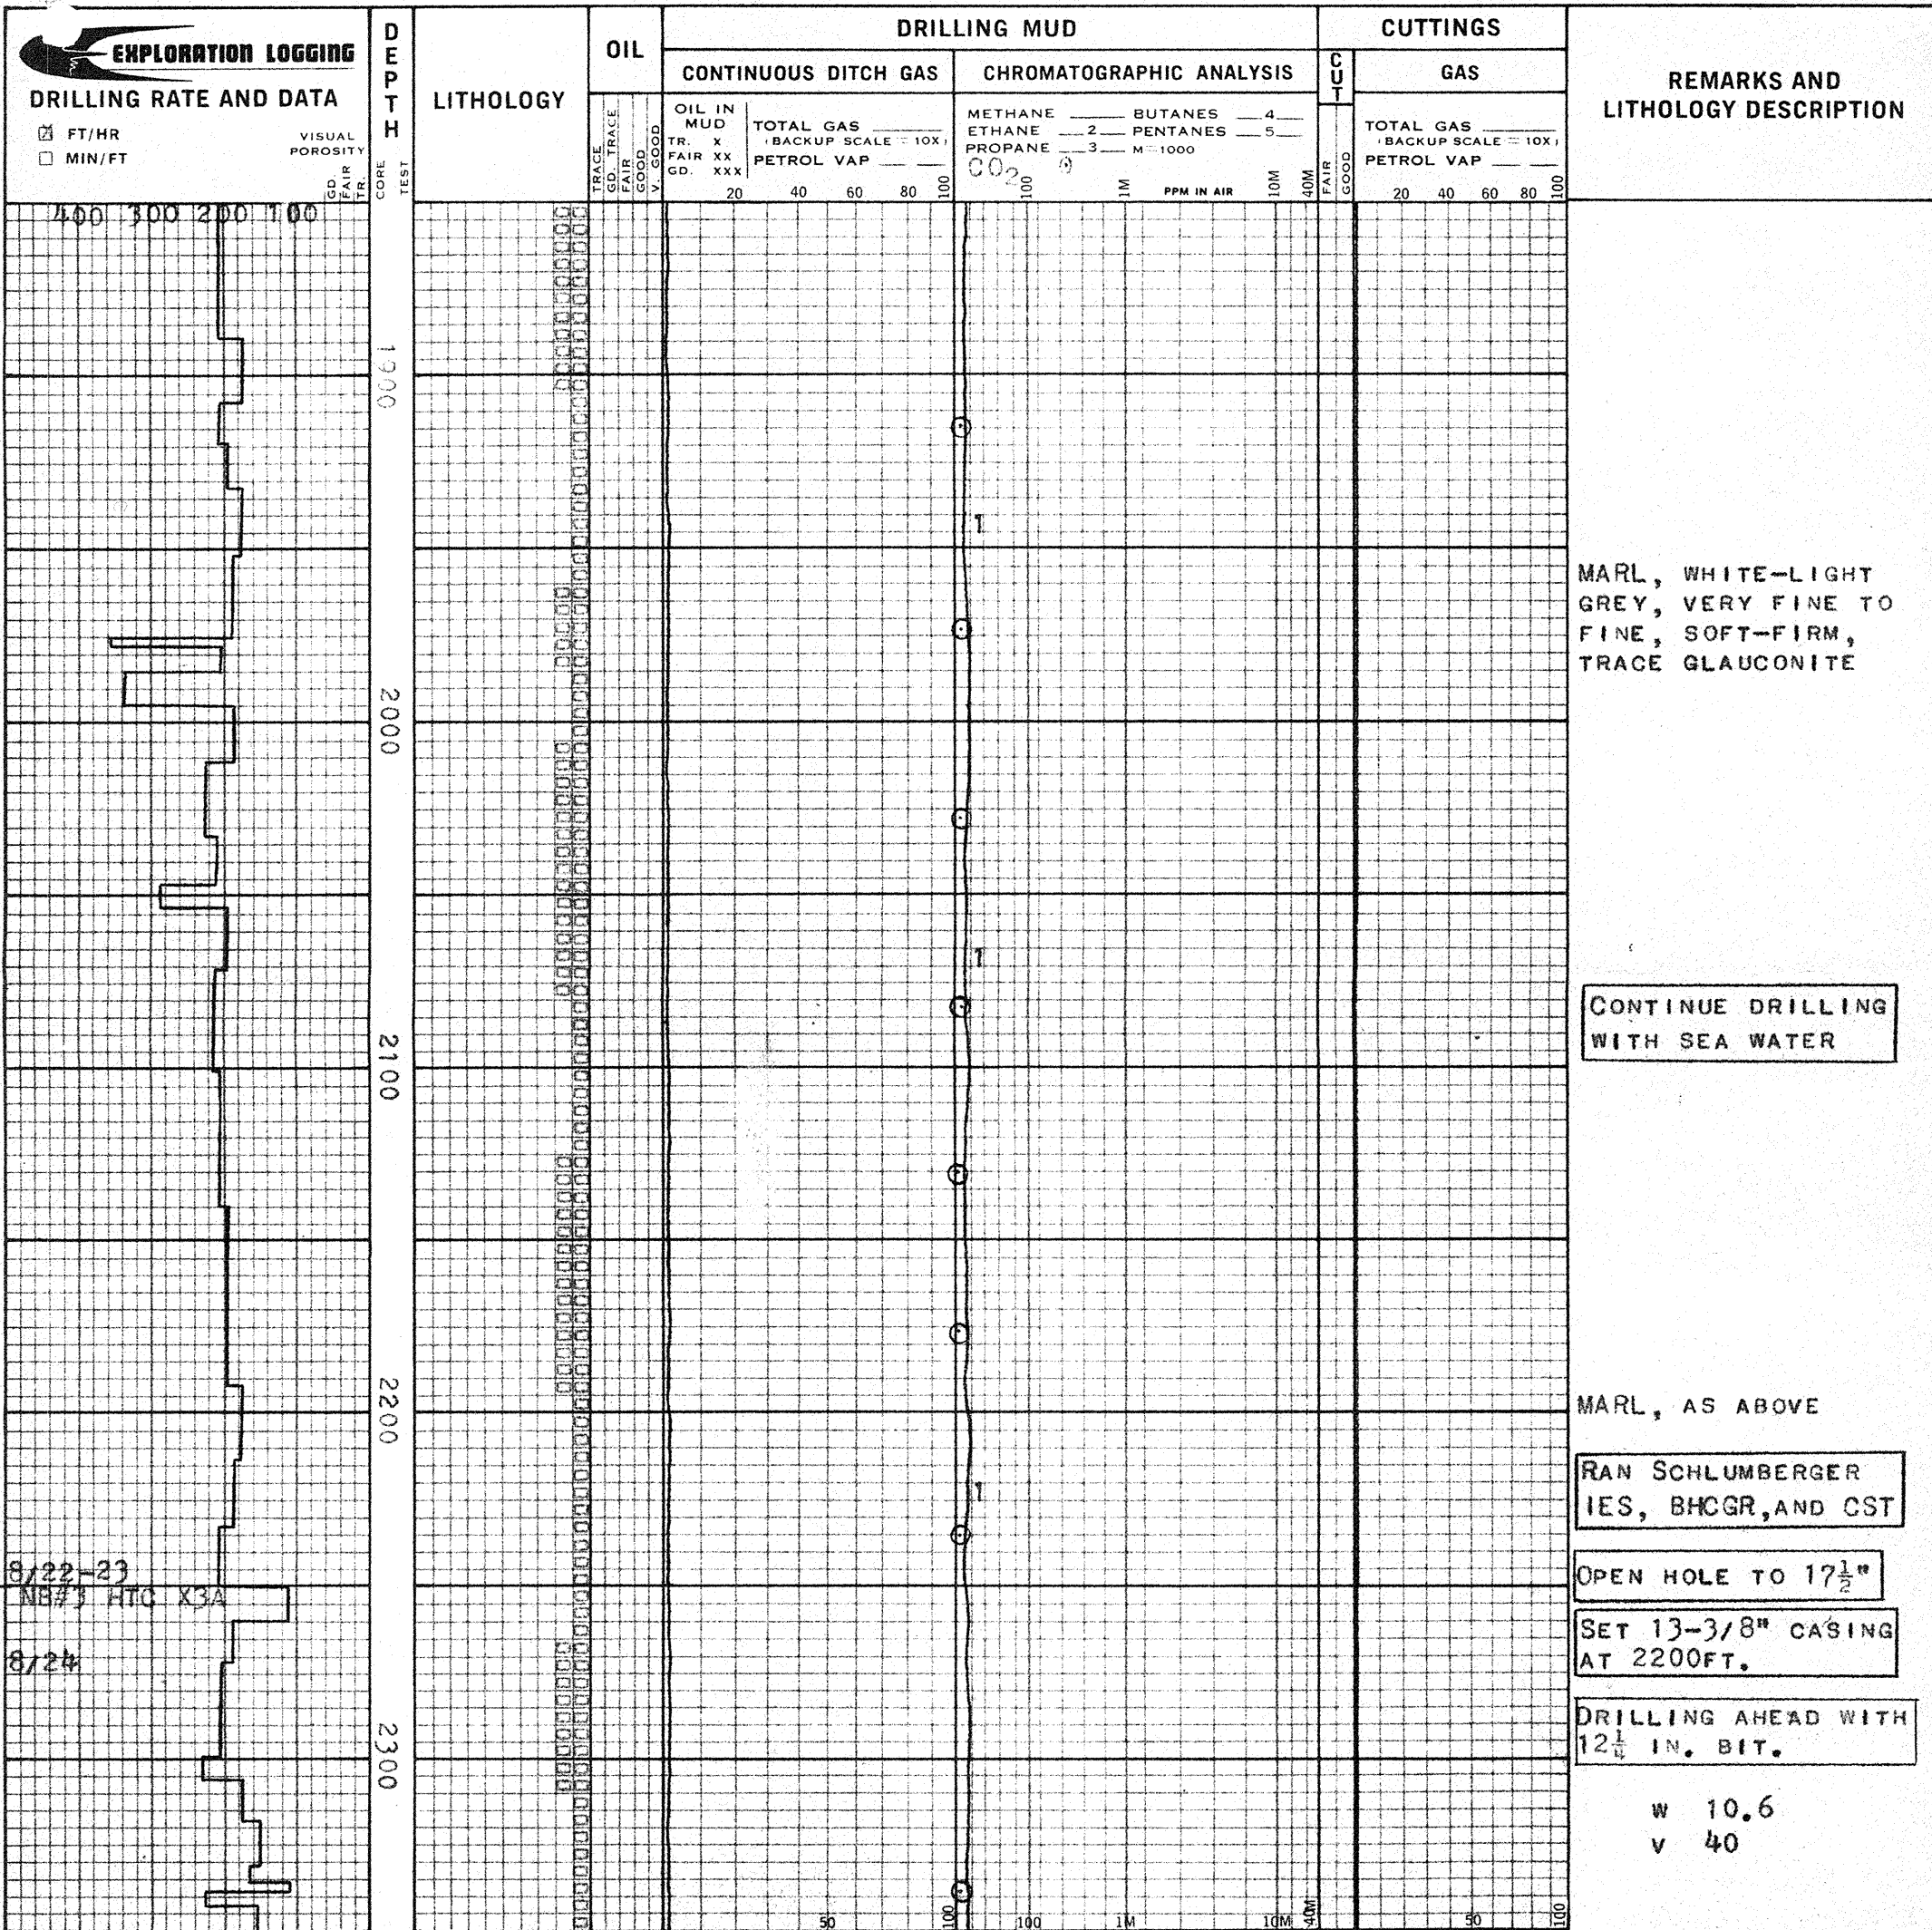 EXPLORATION LOGGING
DRILLING RATE AND DATA
FT/HR
MIN/FT
VISUAL
POROSITY
GD.
FAIR
TR.
DEPTH
CORE
TEST
LITHOLOGY
OIL
TRACE
GD. TRACE
FAIR
GOOD
V. GOOD
DRILLING MUD
CONTINUOUS DITCH GAS
OIL IN
MUD
TR. X
FAIR XX
GD. XXX
TOTAL GAS
(BACKUP SCALE = 10X)
PETROL VAP
20 40 60 80 100
CHROMATOGRAPHIC ANALYSIS
METHANE BUTANES 4
ETHANE 2 PENTANES 5
PROPANE 3 M=1000
CO2
100 1M PPM IN AIR 10M 40M
CUTTINGS
CUT
FAIR
GOOD
GAS
TOTAL GAS
(BACKUP SCALE = 10X)
PETROL VAP
20 40 60 80 100
REMARKS AND
LITHOLOGY DESCRIPTION
400 300 200 100
1900
1
MARL, WHITE-LIGHT
GREY, VERY FINE TO
FINE, SOFT-FIRM,
TRACE GLAUCONITE
2000
1
CONTINUE DRILLING
WITH SEA WATER
2100
2200
MARL, AS ABOVE
1
RAN SCHLUMBERGER
IES, BHCGR, AND CST
8/22-23
NB#3 HTC X3A
OPEN HOLE TO 17½"
SET 13-3/8" CASING
AT 2200FT.
8/24
DRILLING AHEAD WITH
12¼ IN. BIT.
2300
W 10.6
V 40
50 100 100 1M 10M 40M 50 100